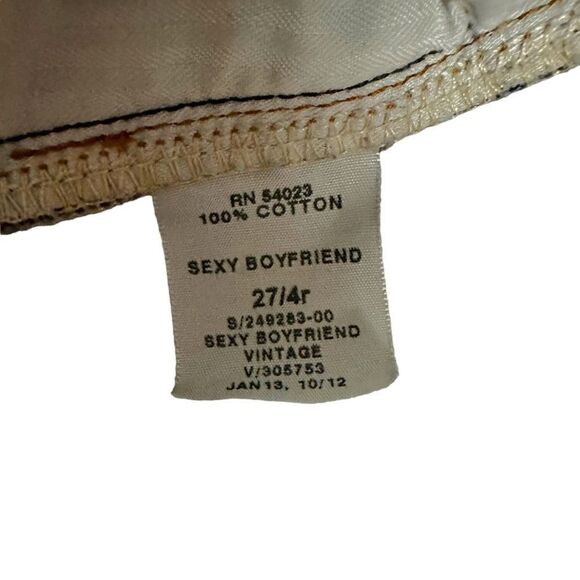 RN 54023
100% COTTON
SEXY BOYFRIEND
27/4r
S/249283-00
SEXY BOYFRIEND
VINTAGE
V/305753
JAN13, 10/12